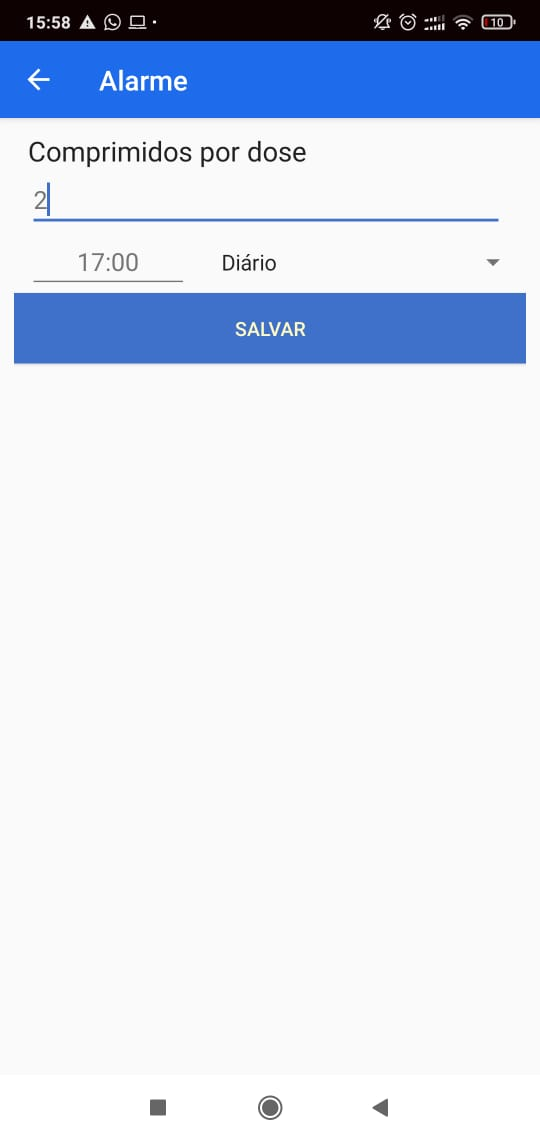 15:58
10
Alarme
Comprimidos por dose
2
17:00 Diário
SALVAR